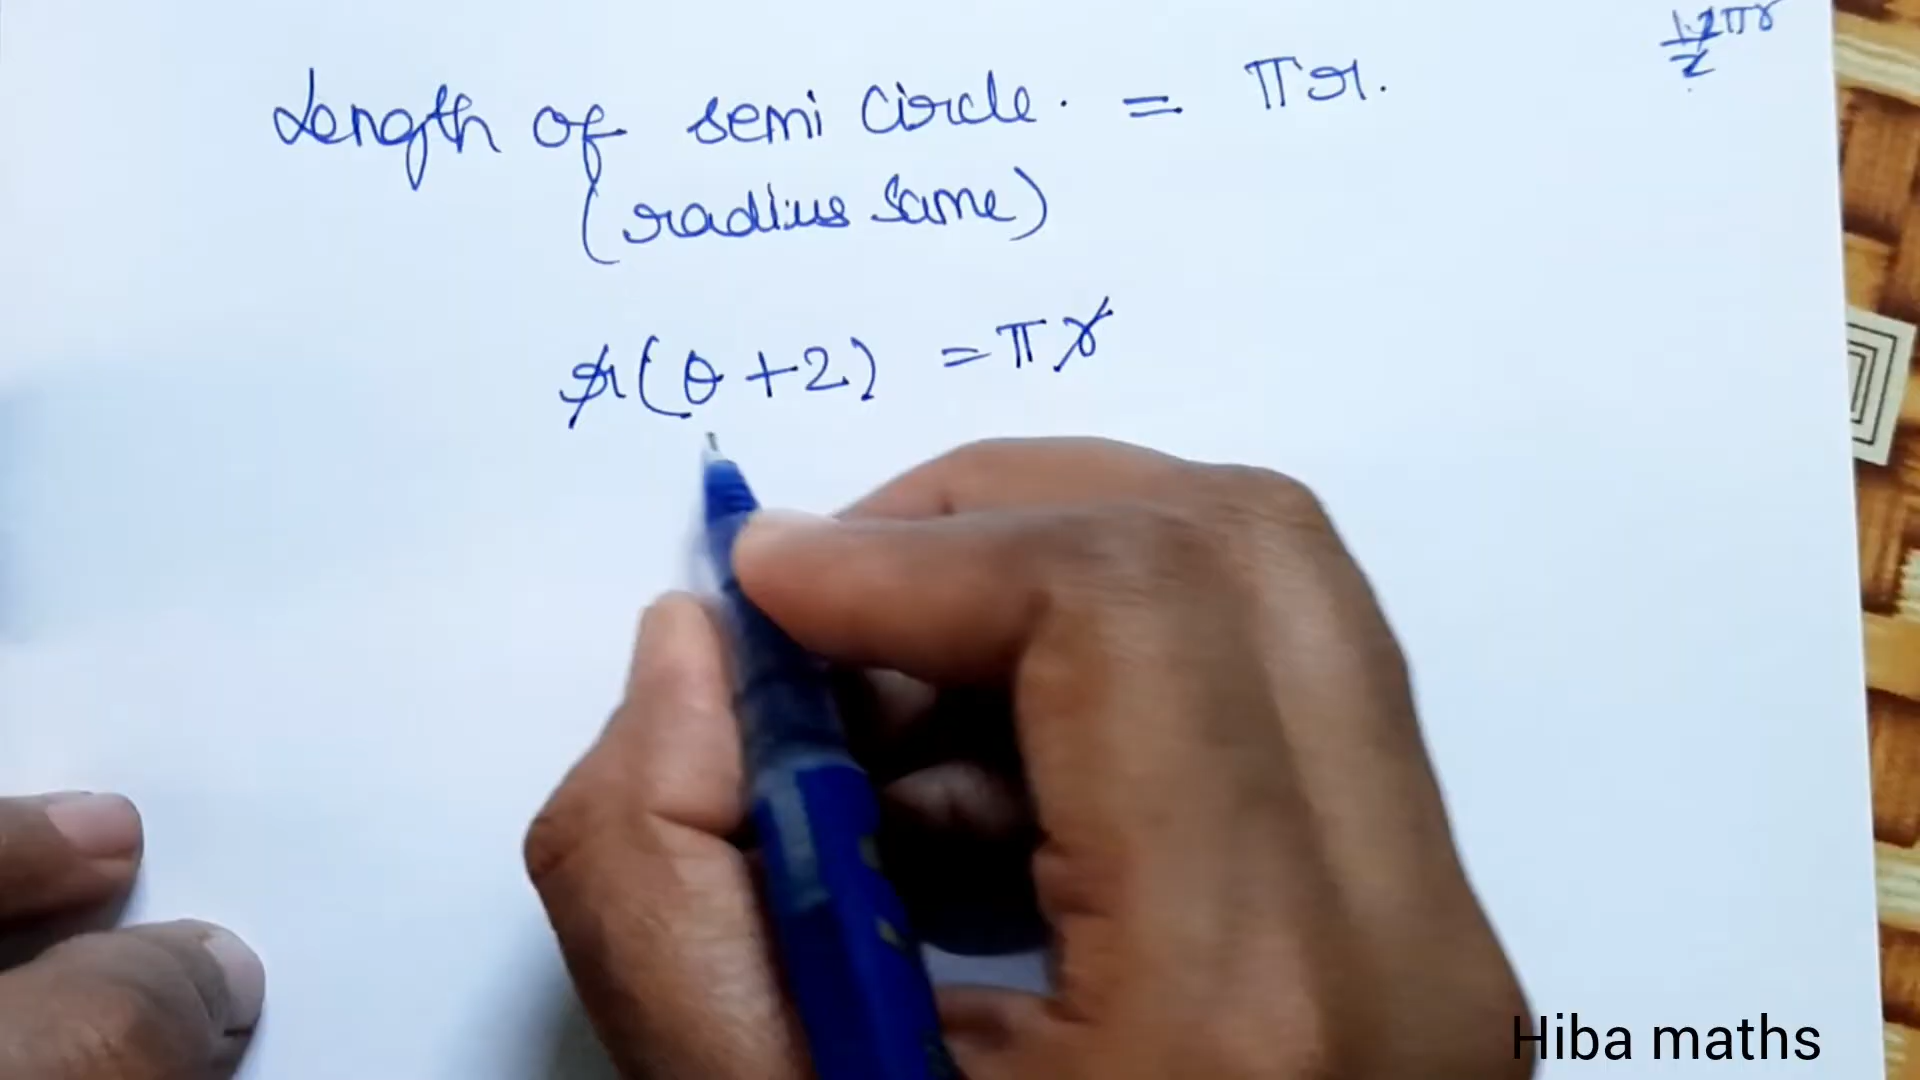 1/2 2πr
Length of semi circle. = πr.
(radius same)
r(θ+2) = πr
Hiba maths